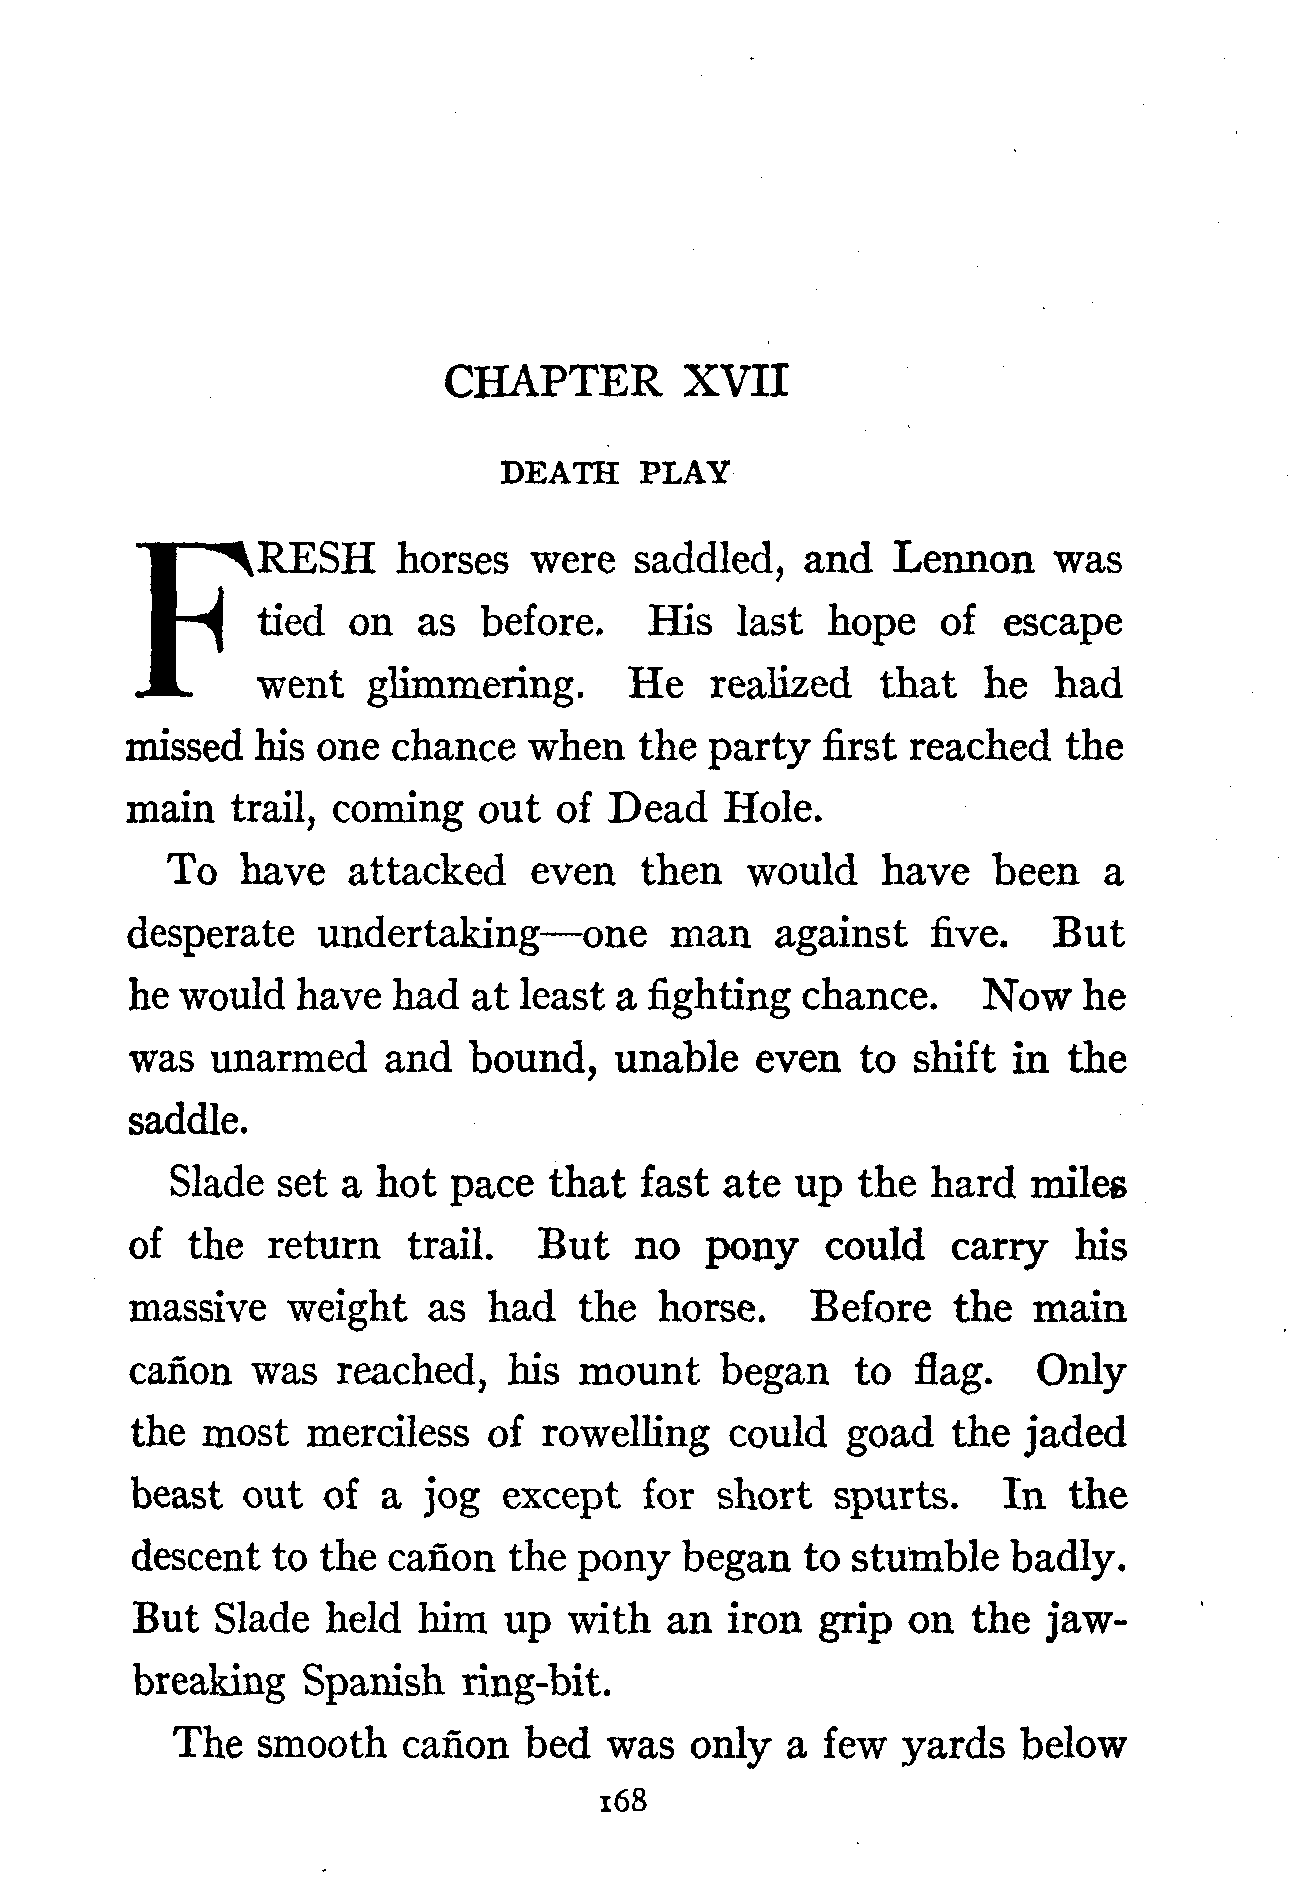 CHAPTER XVII
DEATH PLAY
FRESH horses were saddled, and Lennon was
tied on as before. His last hope of escape
went glimmering. He realized that he had
missed his one chance when the party first reached the
main trail, coming out of Dead Hole.
To have attacked even then would have been a
desperate undertaking—one man against five. But
he would have had at least a fighting chance. Now he
was unarmed and bound, unable even to shift in the
saddle.
Slade set a hot pace that fast ate up the hard miles
of the return trail. But no pony could carry his
massive weight as had the horse. Before the main
cañon was reached, his mount began to flag. Only
the most merciless of rowelling could goad the jaded
beast out of a jog except for short spurts. In the
descent to the cañon the pony began to stumble badly.
But Slade held him up with an iron grip on the jaw-
breaking Spanish ring-bit.
The smooth cañon bed was only a few yards below
168